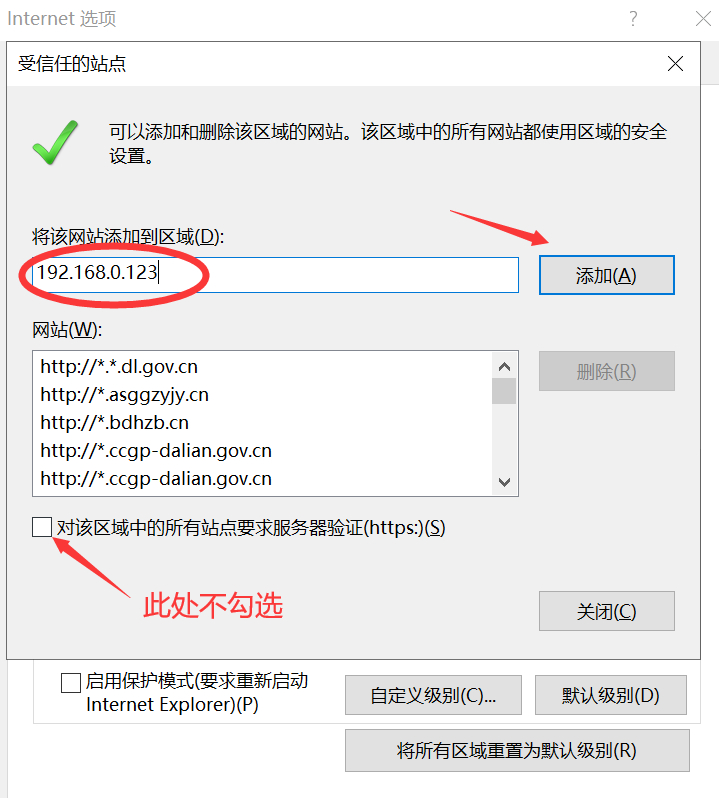 Internet 选项
?
受信任的站点
可以添加和删除该区域的网站。该区域中的所有网站都使用区域的安全
设置。
将该网站添加到区域(D):
192.168.0.123
添加(A)
网站(W):
http://*.*.dl.gov.cn
http://*.asggzyjy.cn
http://*.bdhzb.cn
http://*.ccgp-dalian.gov.cn
http://*.ccgp-dalian.gov.cn
删除(R)
对该区域中的所有站点要求服务器验证(https:)(S)
此处不勾选
关闭(C)
启用保护模式(要求重新启动
Internet Explorer)(P)
自定义级别(C)...
默认级别(D)
将所有区域重置为默认级别(R)